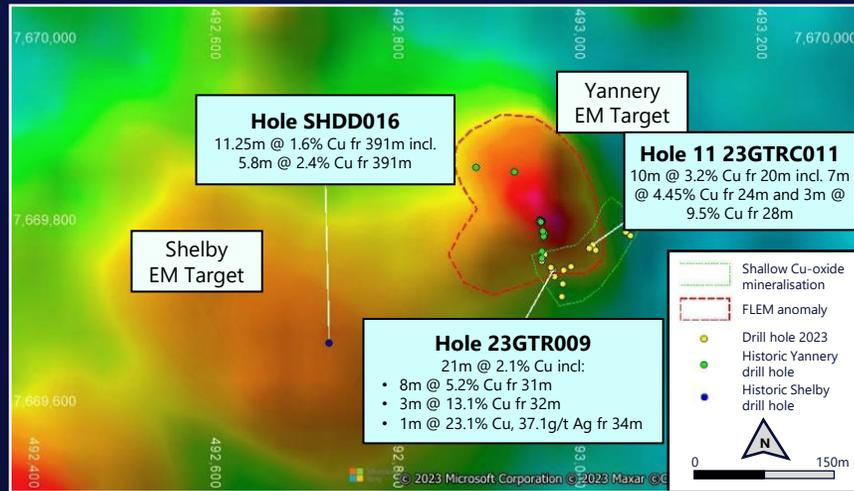 7,670,000
492,600
492,800
493,000
493,200
7,670,000
Yannery
EM Target
Hole SHDD016
11.25m @ 1.6% Cu fr 391m incl.
5.8m @ 2.4% Cu fr 391m
Hole 11 23GTRC011
10m @ 3.2% Cu fr 20m incl. 7m
@ 4.45% Cu fr 24m and 3m @
9.5% Cu fr 28m
7,669,800
Shelby
EM Target
Hole 23GTR009
21m @ 2.1% Cu incl:
• 8m @ 5.2% Cu fr 31m
• 3m @ 13.1% Cu fr 32m
• 1m @ 23.1% Cu, 37.1g/t Ag fr 34m
Shallow Cu-oxide
mineralisation
FLEM anomaly
Drill hole 2023
Historic Yannery
drill hole
Historic Shelby
drill hole
N
0 150m
7,669,600
492,400
492,600
492,800
493,000
© 2023 Microsoft Corporation © 2023 Maxar ©C